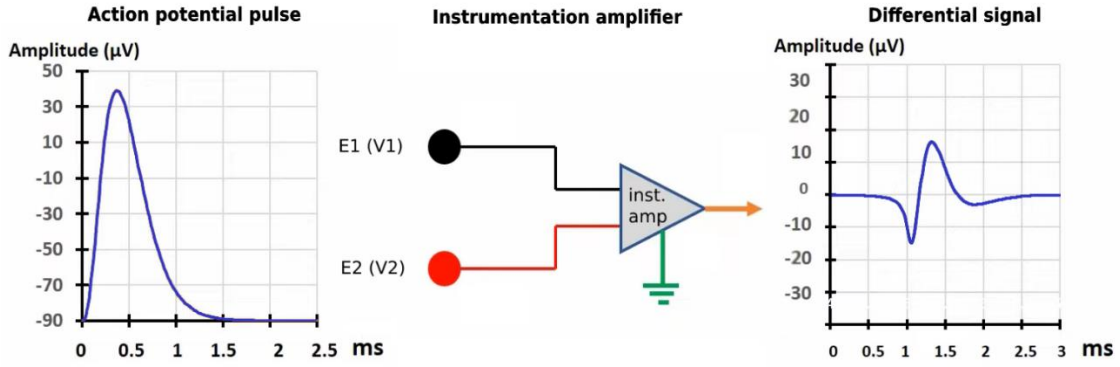 Action potential pulse
Amplitude (µV)
50
30
10
-10
-30
-50
-70
-90
0 0.5 1 1.5 2 2.5 ms
Instrumentation amplifier
E1 (V1)
E2 (V2)
inst.
amp
Differential signal
Amplitude (µV)
30
20
10
0
-10
-20
-30
0 0.5 1 1.5 2 2.5 3 ms